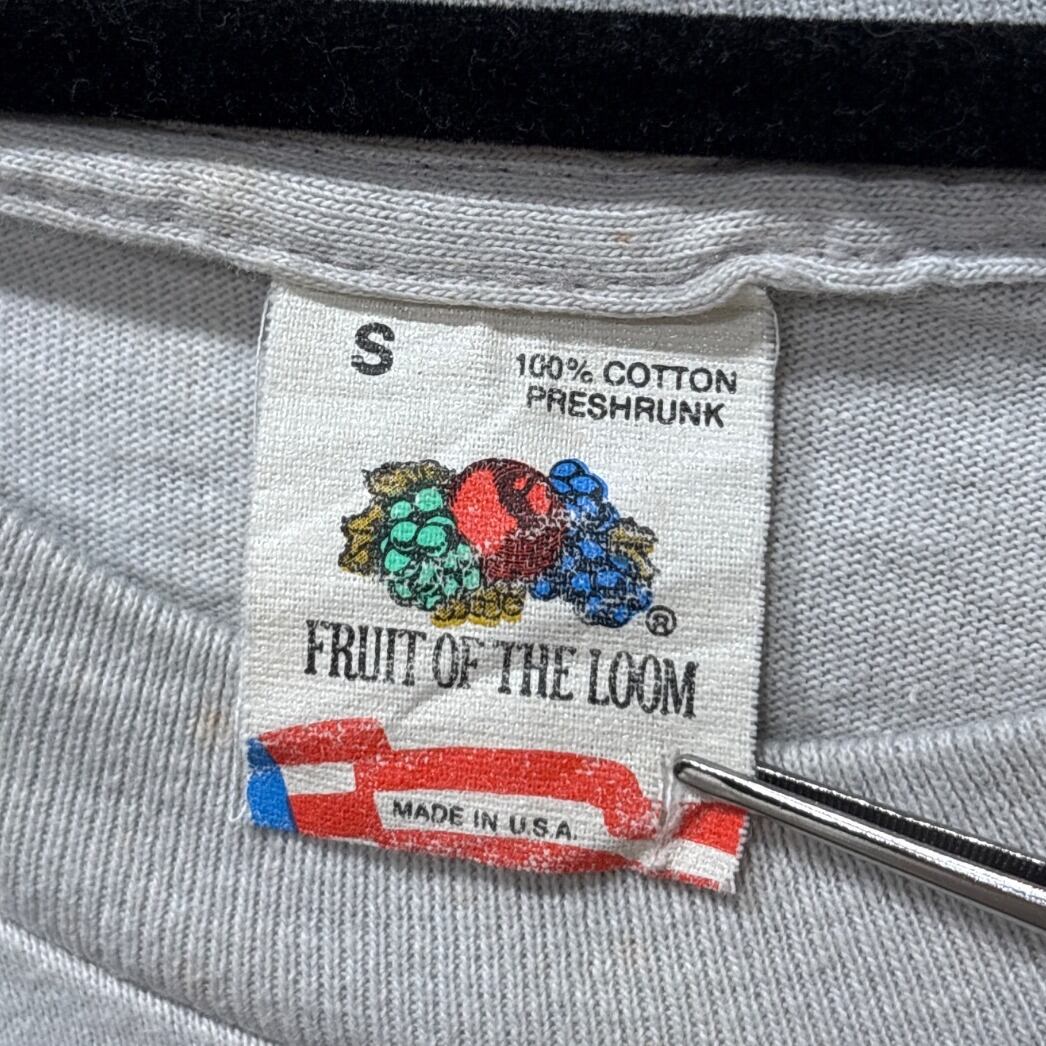 S
100% COTTON
PRESHRUNK
®
FRUIT OF THE LOOM
MADE IN U.S.A.